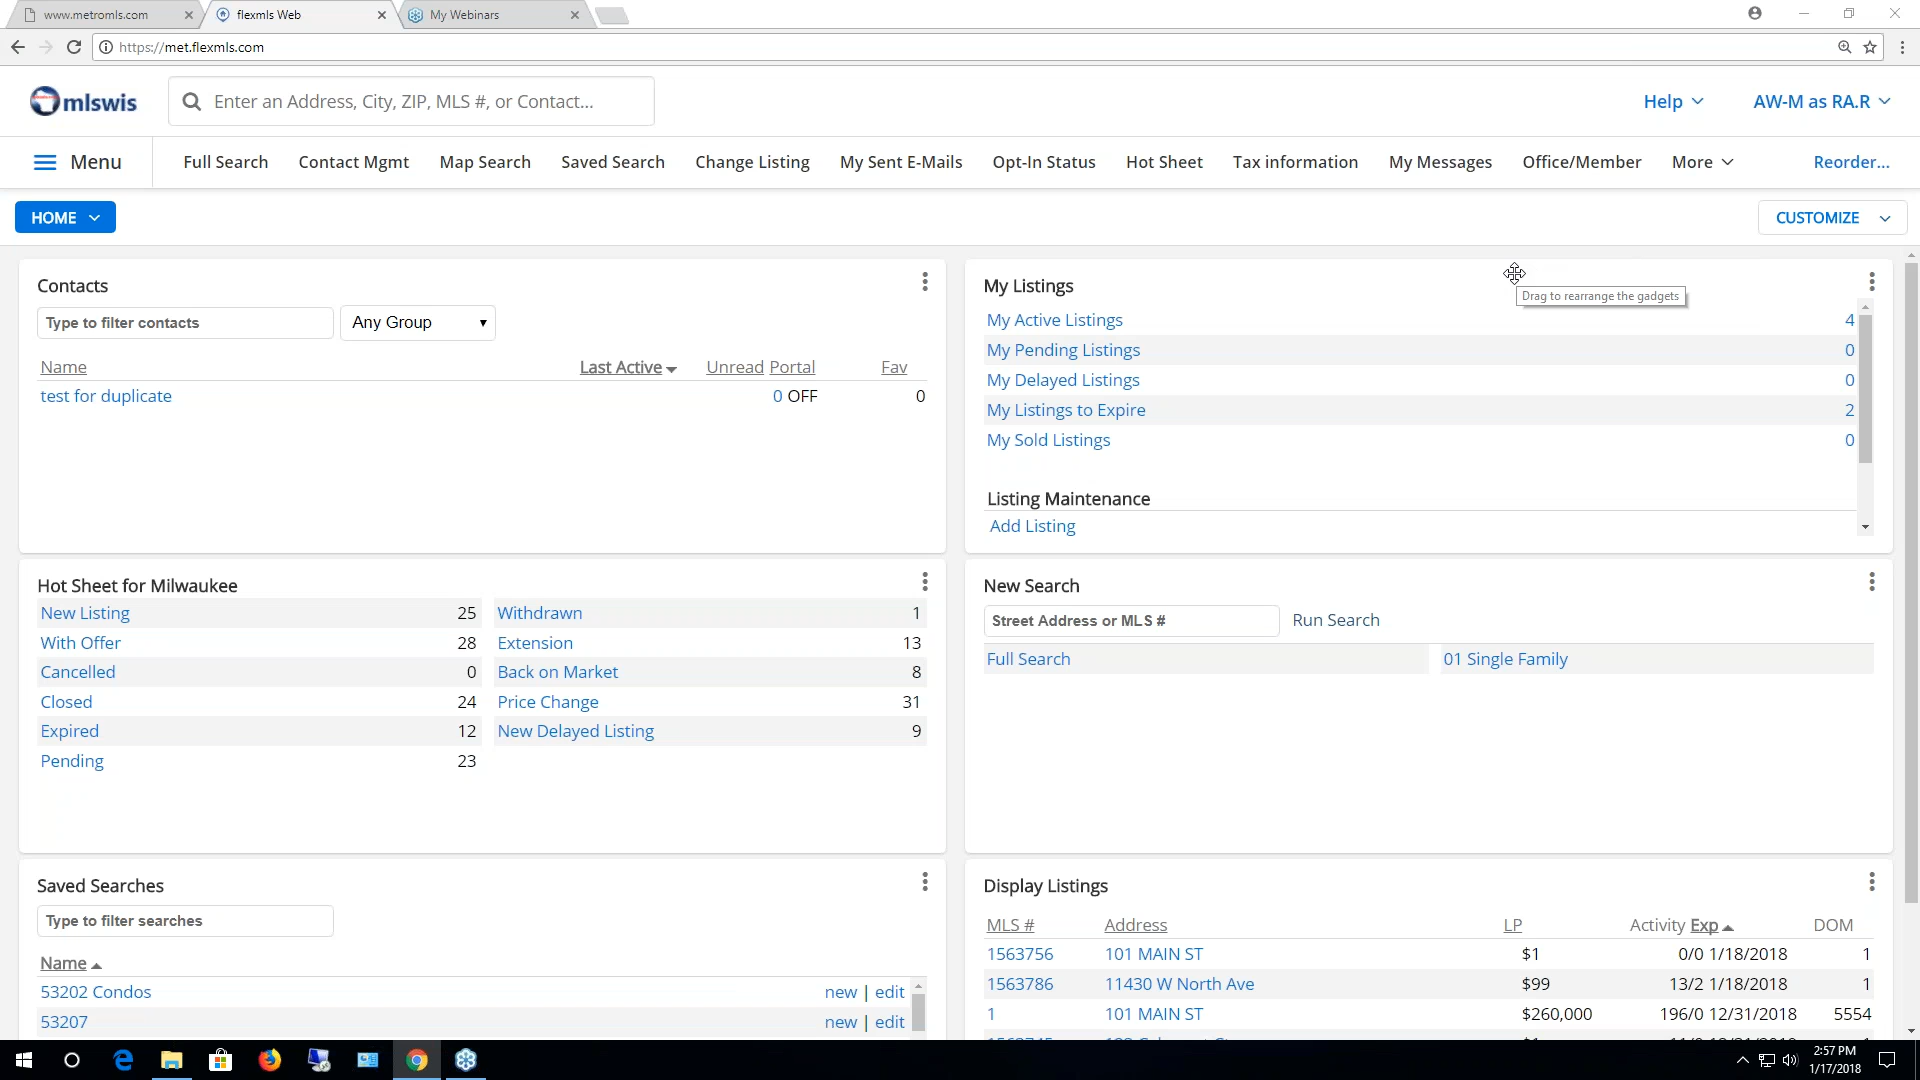 www.metromls.com
flexmls Web
My Webinars
https://met.flexmls.com
mlswis
Enter an Address, City, ZIP, MLS #, or Contact...
Help
AW-M as RA.R
Menu
Full Search
Contact Mgmt
Map Search
Saved Search
Change Listing
My Sent E-Mails
Opt-In Status
Hot Sheet
Tax information
My Messages
Office/Member
More
Reorder...
HOME
CUSTOMIZE
Contacts
Type to filter contacts
Any Group
Name Last Active Unread Portal Fav
test for duplicate 0 OFF 0
My Listings
Drag to rearrange the gadgets
My Active Listings 4
My Pending Listings 0
My Delayed Listings 0
My Listings to Expire 2
My Sold Listings 0
Listing Maintenance
Add Listing
Hot Sheet for Milwaukee
New Listing 25 Withdrawn 1
With Offer 28 Extension 13
Cancelled 0 Back on Market 8
Closed 24 Price Change 31
Expired 12 New Delayed Listing 9
Pending 23
New Search
Street Address or MLS # Run Search
Full Search 01 Single Family
Saved Searches
Type to filter searches
Name
53202 Condos new | edit
53207 new | edit
Display Listings
MLS # Address LP Activity Exp DOM
1563756 101 MAIN ST $1 0/0 1/18/2018 1
1563786 11430 W North Ave $99 13/2 1/18/2018 1
1 101 MAIN ST $260,000 196/0 12/31/2018 5554
2:57 PM
1/17/2018